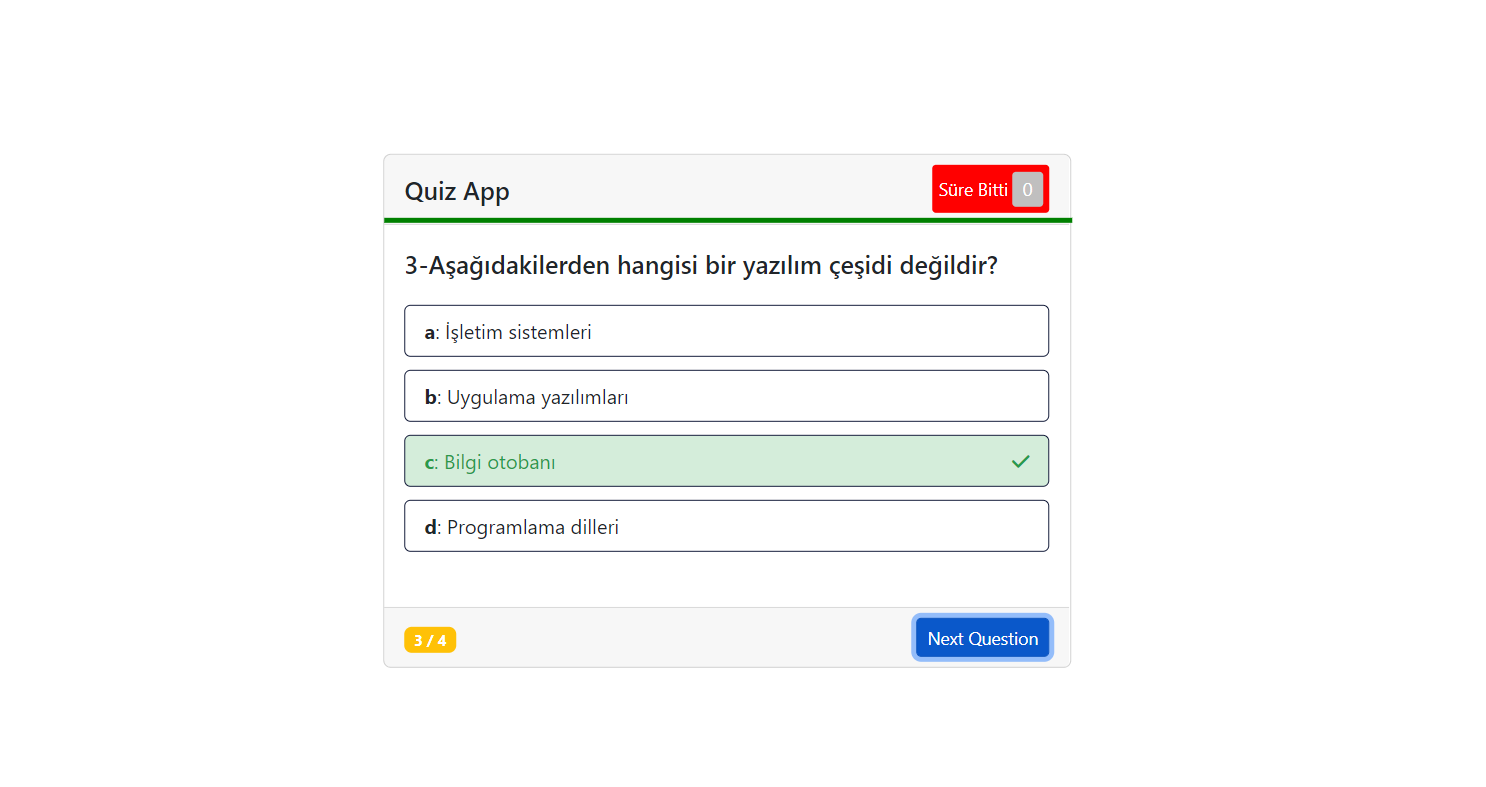 Quiz App
Süre Bitti 0
3-Aşağıdakilerden hangisi bir yazılım çeşidi değildir?
a: İşletim sistemleri
b: Uygulama yazılımları
c: Bilgi otobanı
d: Programlama dilleri
3 / 4
Next Question